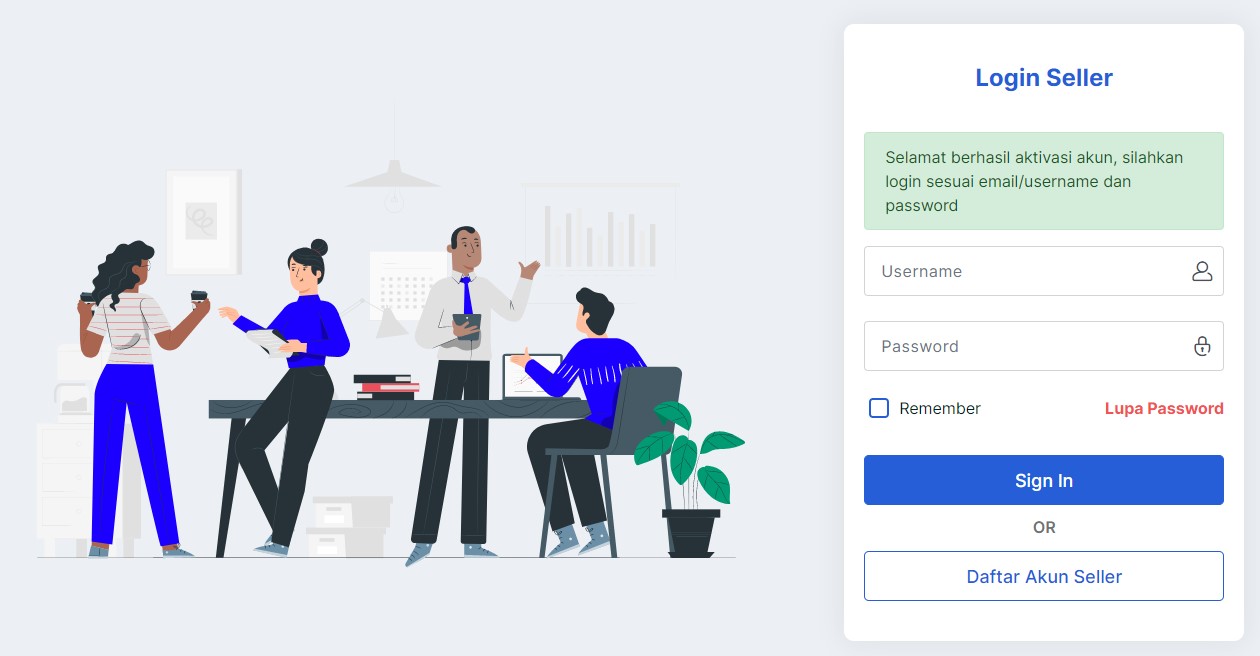 Login Seller
Selamat berhasil aktivasi akun, silahkan
login sesuai email/username dan
password
Username
Password
Remember
Lupa Password
Sign In
OR
Daftar Akun Seller